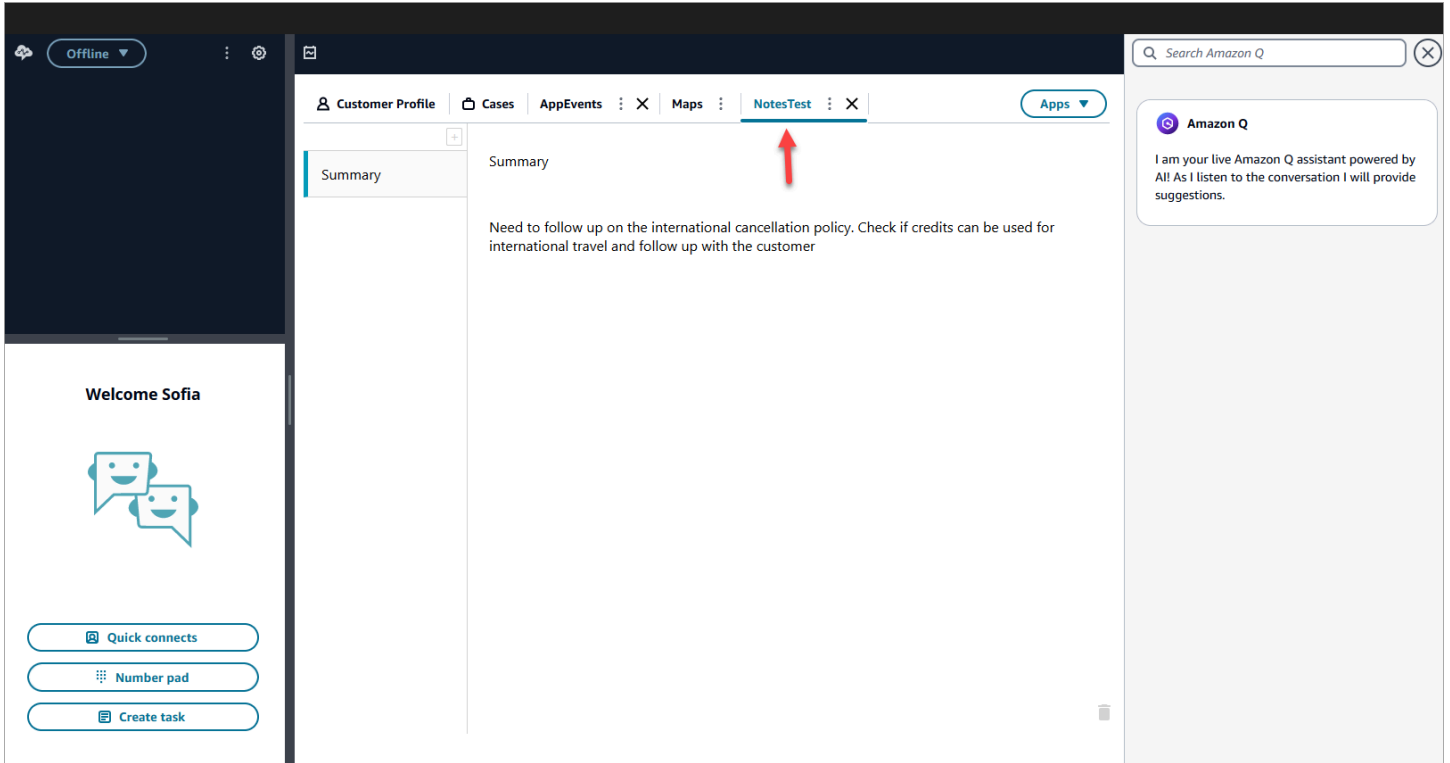 Offline
Search Amazon Q
Customer Profile
Cases
AppEvents
Maps
NotesTest
Apps
Summary
Summary
Need to follow up on the international cancellation policy. Check if credits can be used for
international travel and follow up with the customer
Amazon Q
I am your live Amazon Q assistant powered by
AI! As I listen to the conversation I will provide
suggestions.
Welcome Sofia
Quick connects
Number pad
Create task